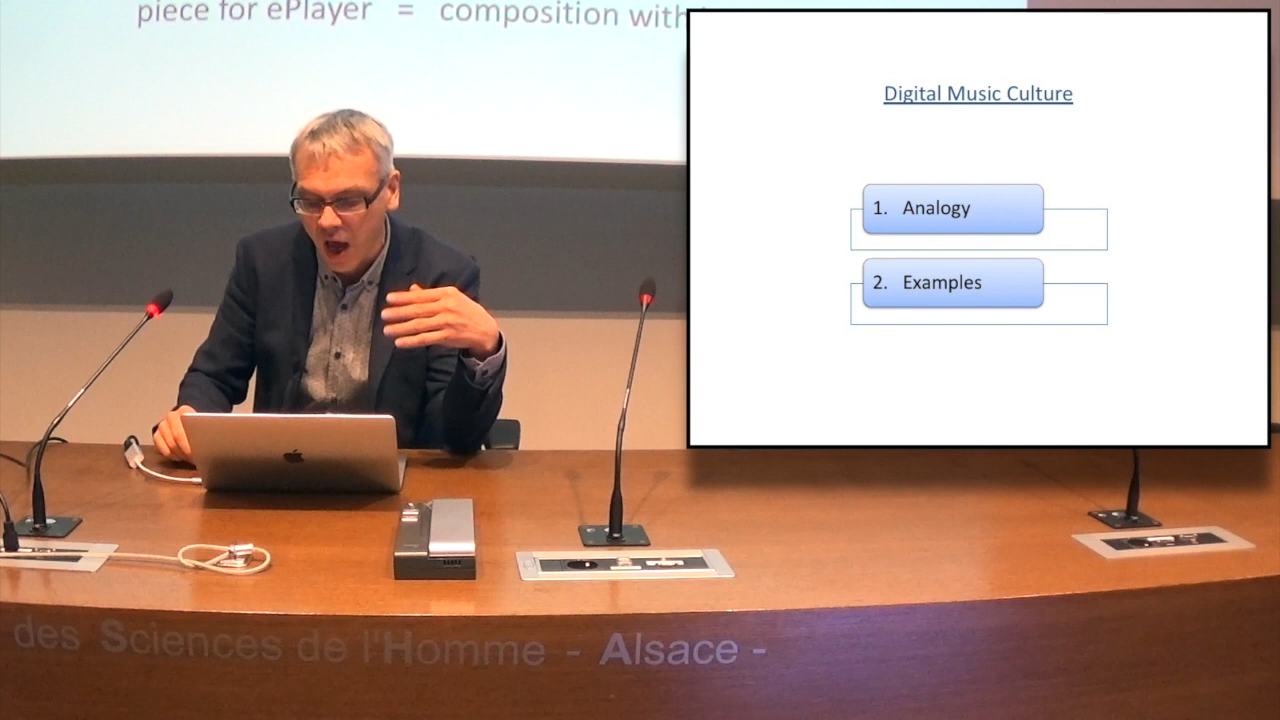 piece for ePlayer = composition with
Digital Music Culture
1. Analogy
2. Examples
des Sciences de l'Homme - Alsace -